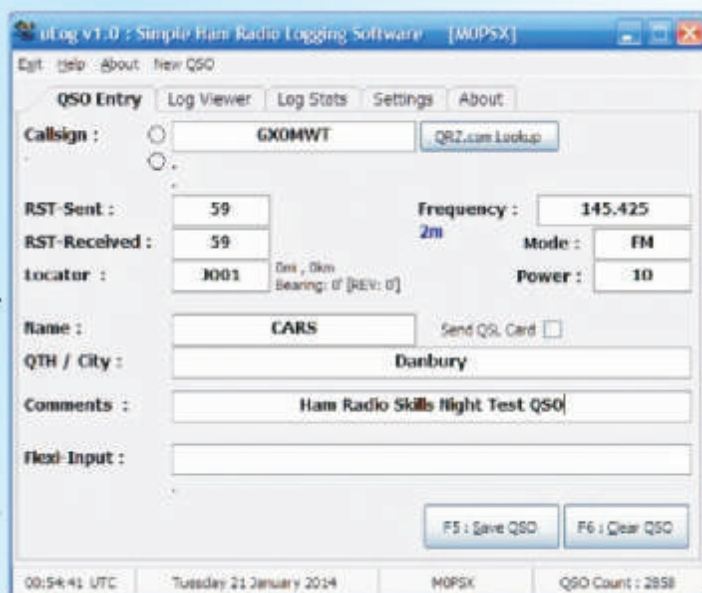 uLog v1.0 : Simple Ham Radio Logging Software [M0PSX]
Exit Help About New QSO
QSO Entry Log Viewer Log Stats Settings About
Callsign : GX0MWT QRZ.com Lookup
RST-Sent : 59 Frequency : 145.425
2m
RST-Received : 59 Mode : FM
Locator : JO01 0mi , 0km Power : 10
Bearing: 0° [REV: 0°]
Name : CARS Send QSL Card
QTH / City : Danbury
Comments : Ham Radio Skills Night Test QSO
Flexi-Input :
F5 : Save QSO F6 : Clear QSO
00:54:41 UTC Tuesday 21 January 2014 M0PSX QSO Count : 2858